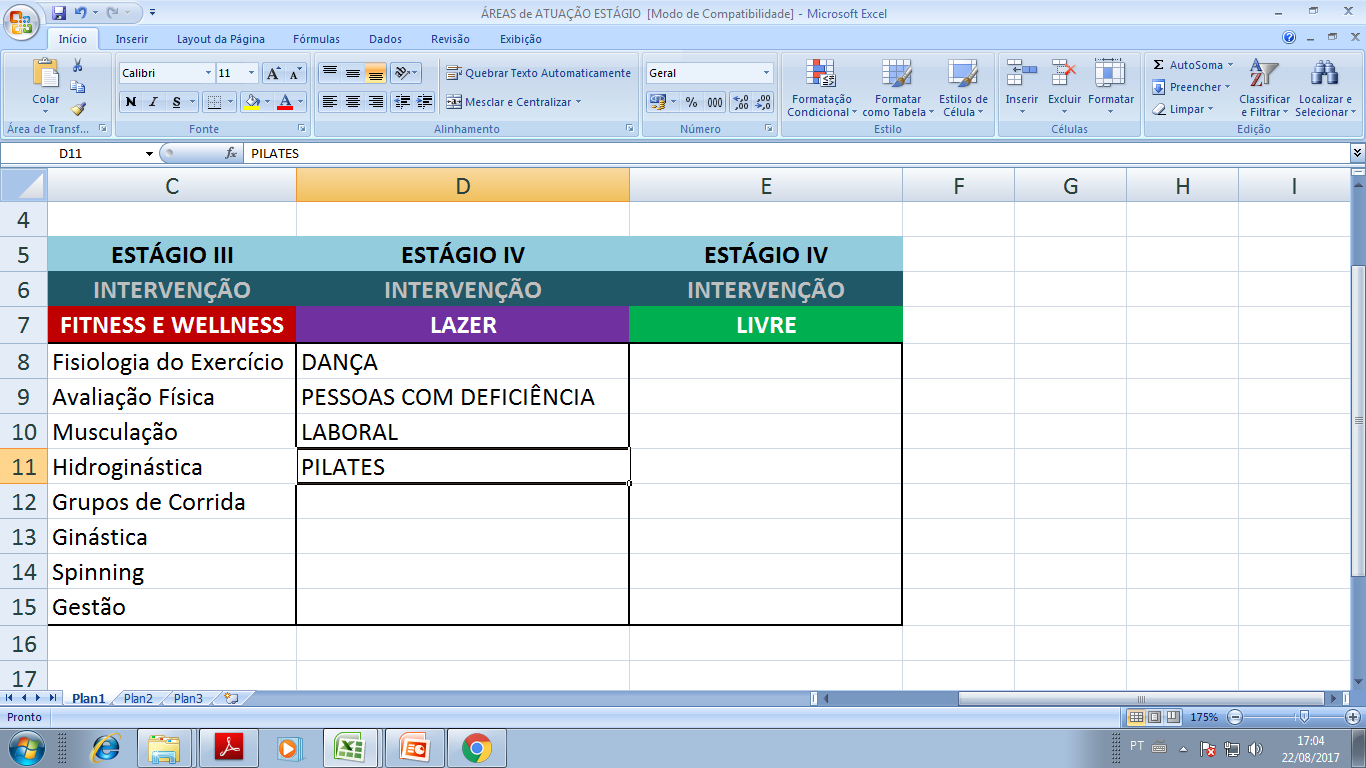 ÁREAS de ATUAÇÃO ESTÁGIO [Modo de Compatibilidade] - Microsoft Excel
Início Inserir Layout da Página Fórmulas Dados Revisão Exibição
Colar
Área de Transf...
Calibri 11
N I S
Fonte
Quebrar Texto Automaticamente
Mesclar e Centralizar
Alinhamento
Geral
% 000
Número
Formatação Condicional
Formatar como Tabela
Estilos de Célula
Estilo
Inserir Excluir Formatar
Células
AutoSoma
Preencher
Limpar
Classificar e Filtrar
Localizar e Selecionar
Edição
D11 fx PILATES
C D E F G H I
4
5 ESTÁGIO III ESTÁGIO IV ESTÁGIO IV
6 INTERVENÇÃO INTERVENÇÃO INTERVENÇÃO
7 FITNESS E WELLNESS LAZER LIVRE
8 Fisiologia do Exercício DANÇA
9 Avaliação Física PESSOAS COM DEFICIÊNCIA
10 Musculação LABORAL
11 Hidroginástica PILATES
12 Grupos de Corrida
13 Ginástica
14 Spinning
15 Gestão
16
17
Plan1 Plan2 Plan3
Pronto 175%
PT 17:04
22/08/2017